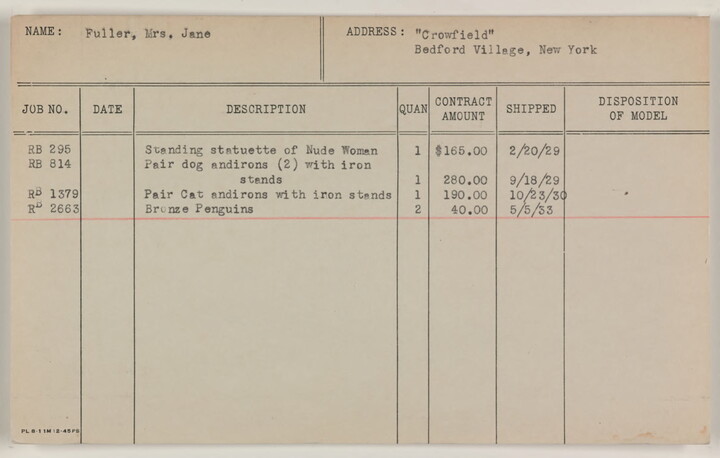 NAME: Fuller, Mrs. Jane ADDRESS: "Crowfield"
Bedford Village, New York
JOB NO. DATE DESCRIPTION QUAN CONTRACT AMOUNT SHIPPED DISPOSITION OF MODEL
RB 295 Standing statuette of Nude Woman 1 $165.00 2/20/29
RB 814 Pair dog andirons (2) with iron
stands 1 280.00 9/18/29
RB 1379 Pair Cat andirons with iron stands 1 190.00 10/23/30
RB 2663 Bronze Penguins 2 40.00 5/5/33